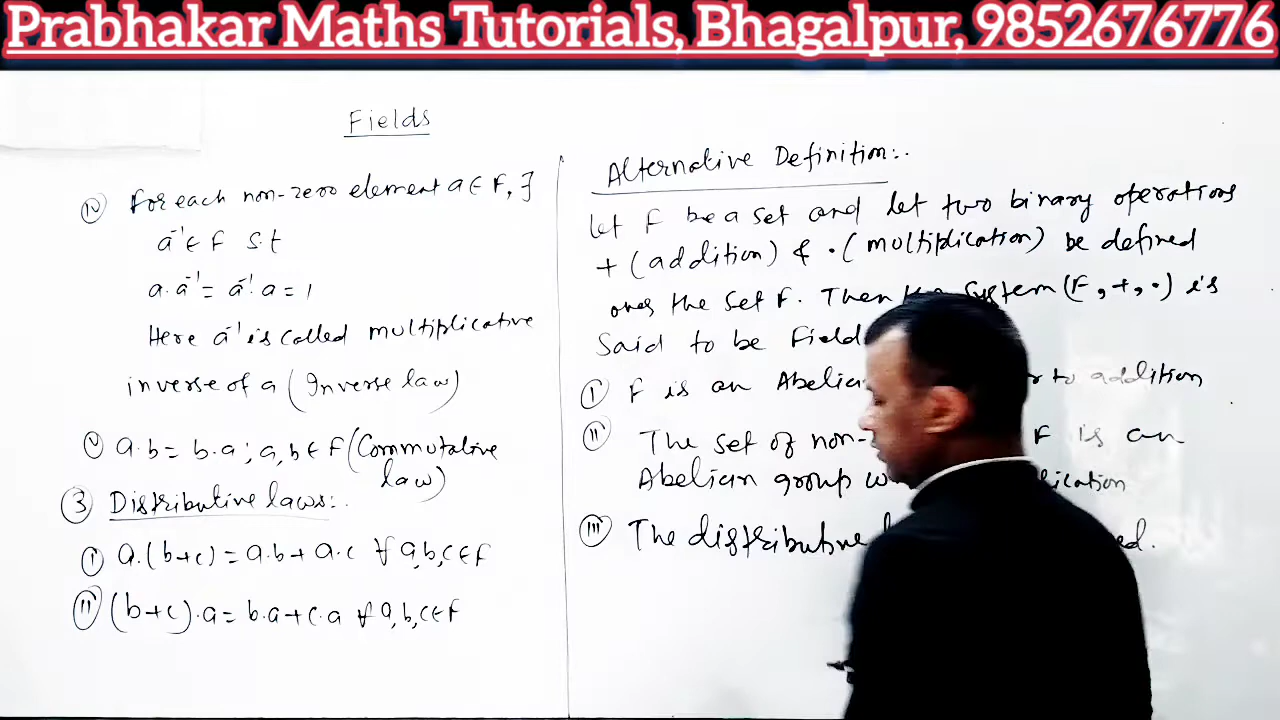 Prabhakar Maths Tutorials, Bhagalpur, 9852676776
Fields
(iv) For each non-zero element a ∈ F, ∃
a⁻¹ ∈ F s.t
a.a⁻¹ = a⁻¹.a = 1
Here a⁻¹ is called multiplicative
inverse of a (Inverse law)
(v) a.b = b.a ; a, b ∈ F (Commutative
law)
(3) Distributive laws:.
(i) a.(b+c) = a.b + a.c ∀ a,b,c ∈ F
(ii) (b+c).a = b.a + c.a ∀ a,b,c ∈ F
Alternative Definition:.
Let F be a set and let two binary operations
+ (addition) & . (multiplication) be defined
over the set F. Then the system (F, +, .) is
Said to be Field
(i) F is an to addition
(ii) The set of F is an
Abelian group
(iii) The distributive